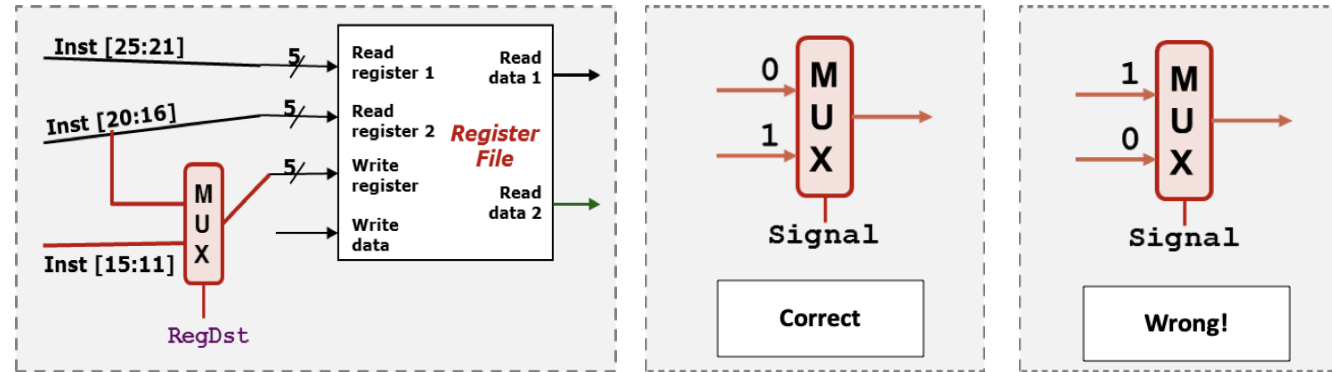 Inst [25:21]
5
Read
register 1
Read
data 1
Inst [20:16]
5
Read
register 2
Register
File
5
Write
register
Read
data 2
Write
data
M
U
X
Inst [15:11]
RegDst
0
1
M
U
X
Signal
Correct
1
0
M
U
X
Signal
Wrong!